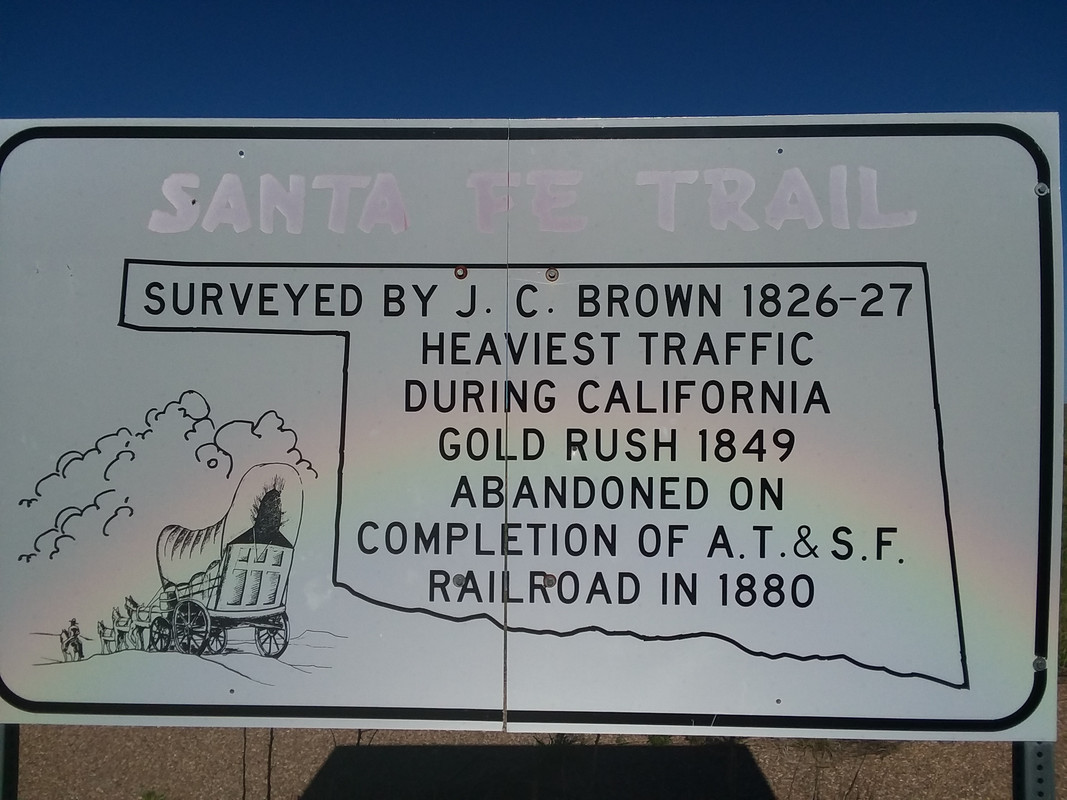 SANTA FE TRAIL
SURVEYED BY J. C. BROWN 1826-27
HEAVIEST TRAFFIC
DURING CALIFORNIA
GOLD RUSH 1849
ABANDONED ON
COMPLETION OF A.T.& S.F.
RAILROAD IN 1880